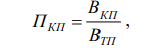 П_КП = В_КП / В_ТП ,